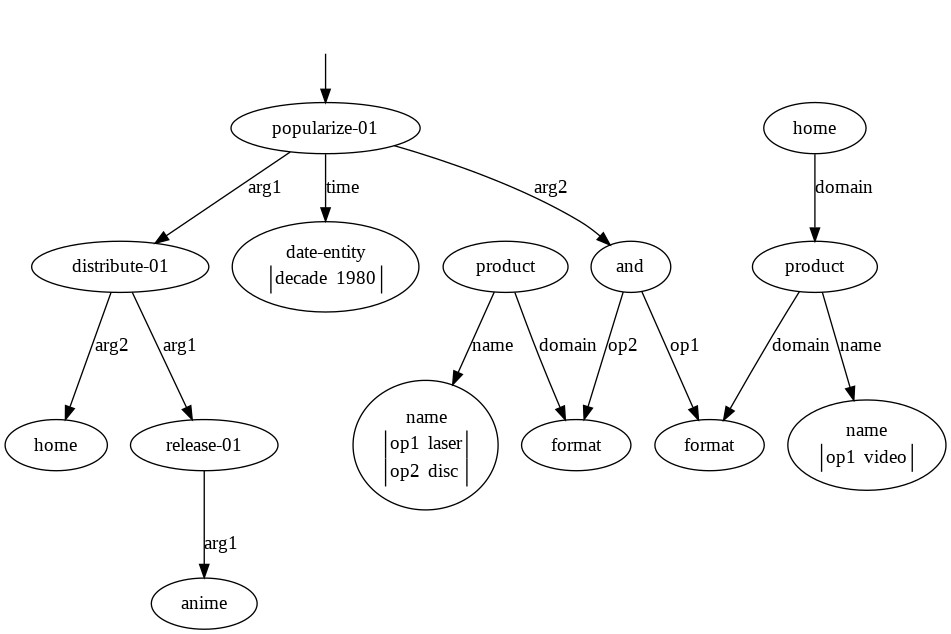 popularize-01
home
arg1
time
arg2
domain
distribute-01
date-entity
decade 1980
product
and
product
arg2
arg1
name
domain
op2
op1
domain
name
home
release-01
name
op1 laser
op2 disc
format
format
name
op1 video
arg1
anime